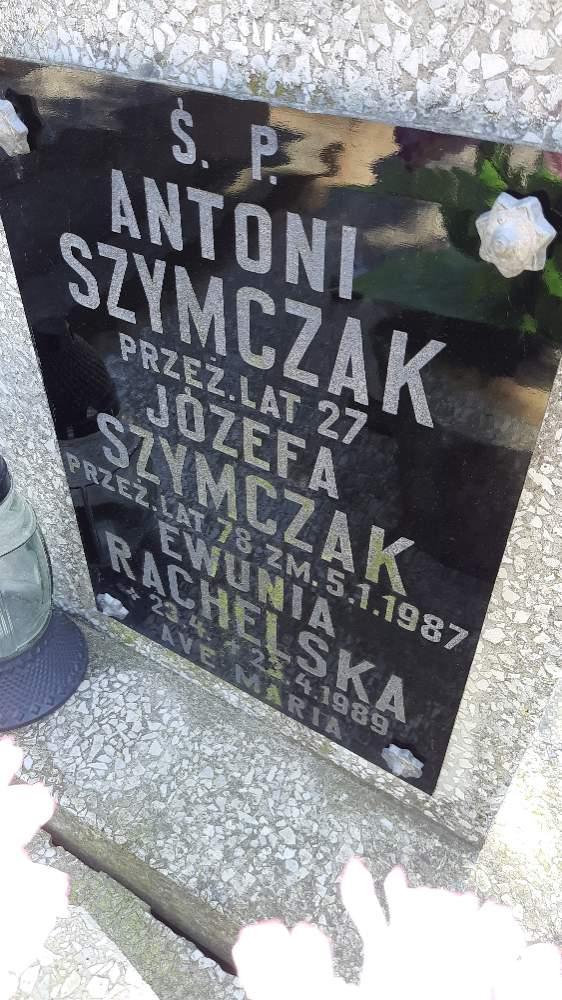 Ś. P.
ANTONI
SZYMCZAK
PRZEŻ. LAT 27
JÓZEFA
SZYMCZAK
PRZEŻ. LAT 78 ZM. 5.1.1987
EWUNIA
RACHELSKA
23.4. 23.4.1989
AVE MARIA